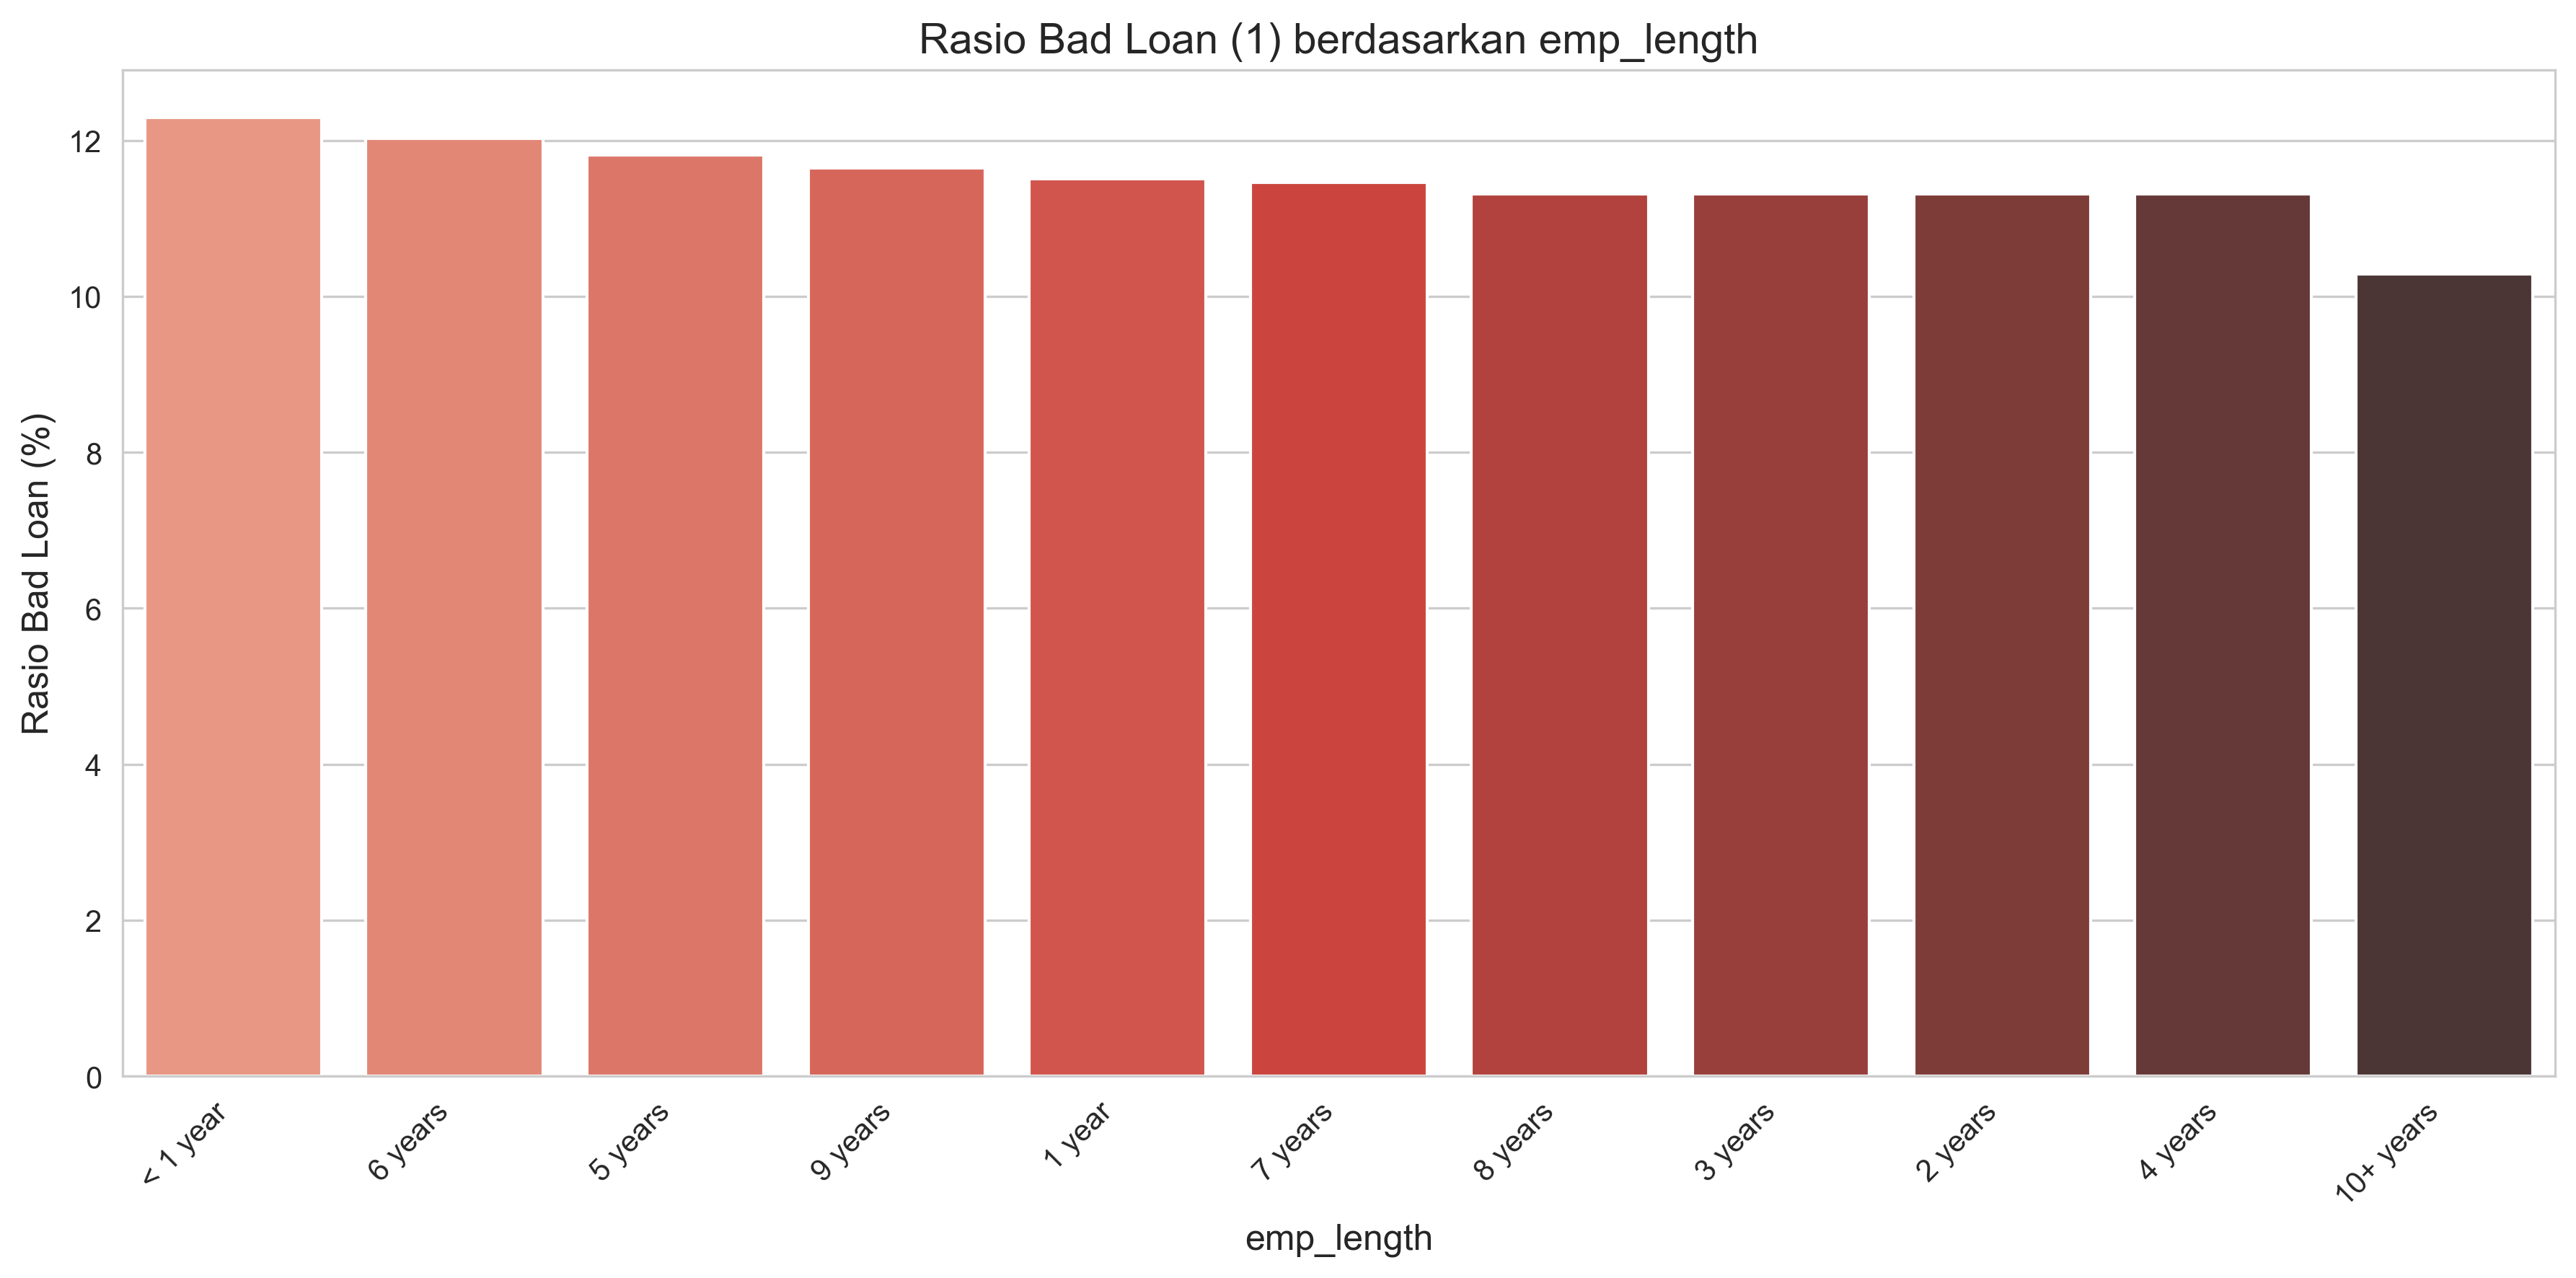 Rasio Bad Loan (1) berdasarkan emp_length
Rasio Bad Loan (%)
12
10
8
6
4
2
0
< 1 year
6 years
5 years
9 years
1 year
7 years
8 years
3 years
2 years
4 years
10+ years
emp_length